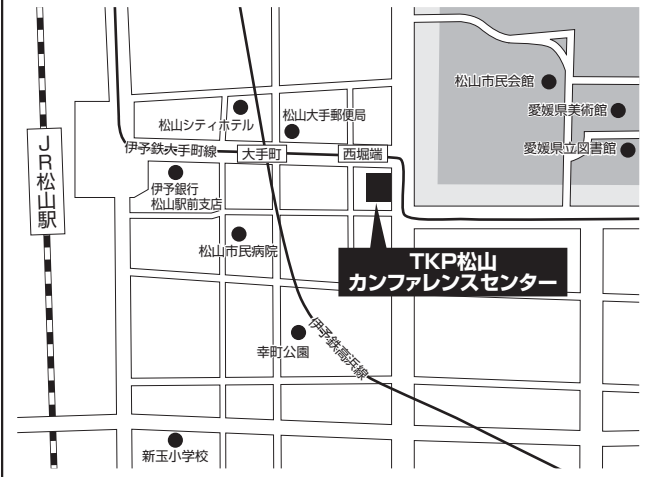 松山市民会館
愛媛県美術館
愛媛県立図書館
松山シティホテル
松山大手郵便局
伊予鉄大手町線
大手町
西堀端
JR松山駅
伊予銀行
松山駅前支店
松山市民病院
TKP松山
カンファレンスセンター
幸町公園
伊予鉄高浜線
新玉小学校